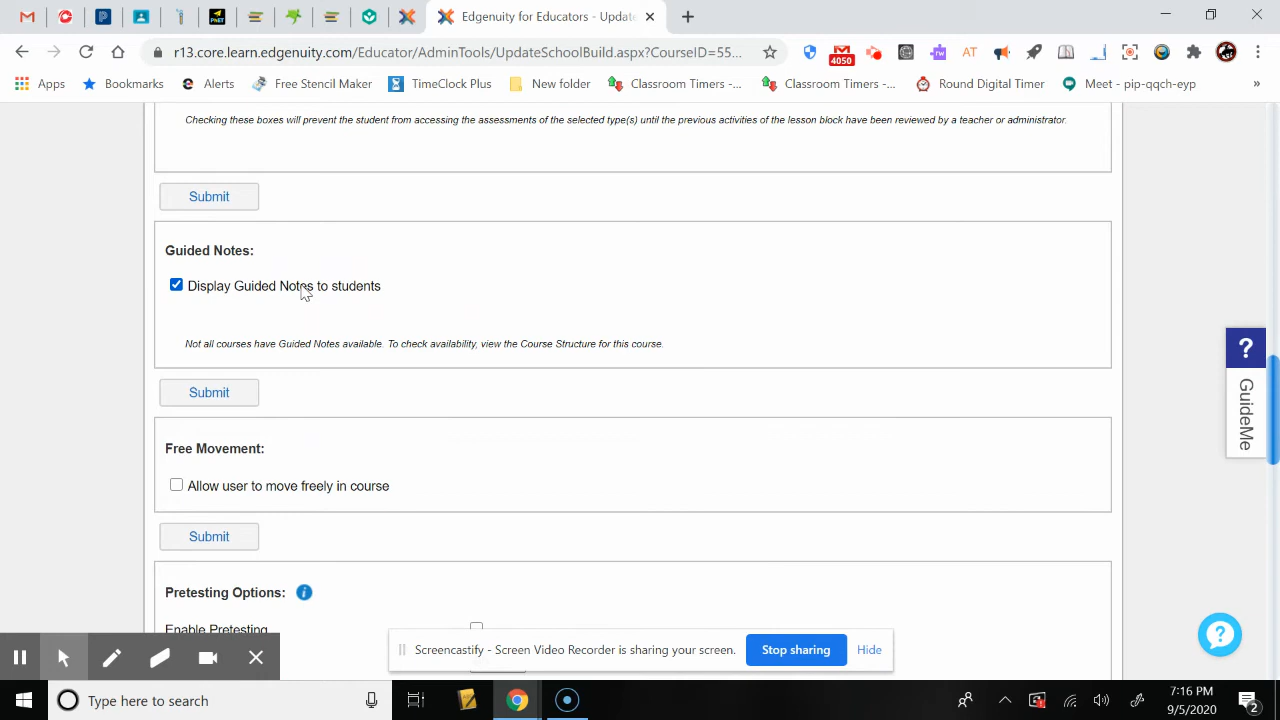 Edgenuity for Educators - Update
r13.core.learn.edgenuity.com/Educator/AdminTools/UpdateSchoolBuild.aspx?CourseID=55...
4050
rw
AT
Apps
Bookmarks
Alerts
Free Stencil Maker
TimeClock Plus
New folder
Classroom Timers -...
Classroom Timers -...
Round Digital Timer
Meet - pip-qqch-eyp
»
Checking these boxes will prevent the student from accessing the assessments of the selected type(s) until the previous activities of the lesson block have been reviewed by a teacher or administrator.
Submit
Guided Notes:
Display Guided Notes to students
Not all courses have Guided Notes available. To check availability, view the Course Structure for this course.
Submit
?
GuideMe
Free Movement:
Allow user to move freely in course
Submit
Pretesting Options:
Enable Pretesting
Screencastify - Screen Video Recorder is sharing your screen.
Stop sharing
Hide
Type here to search
7:16 PM
9/5/2020
2